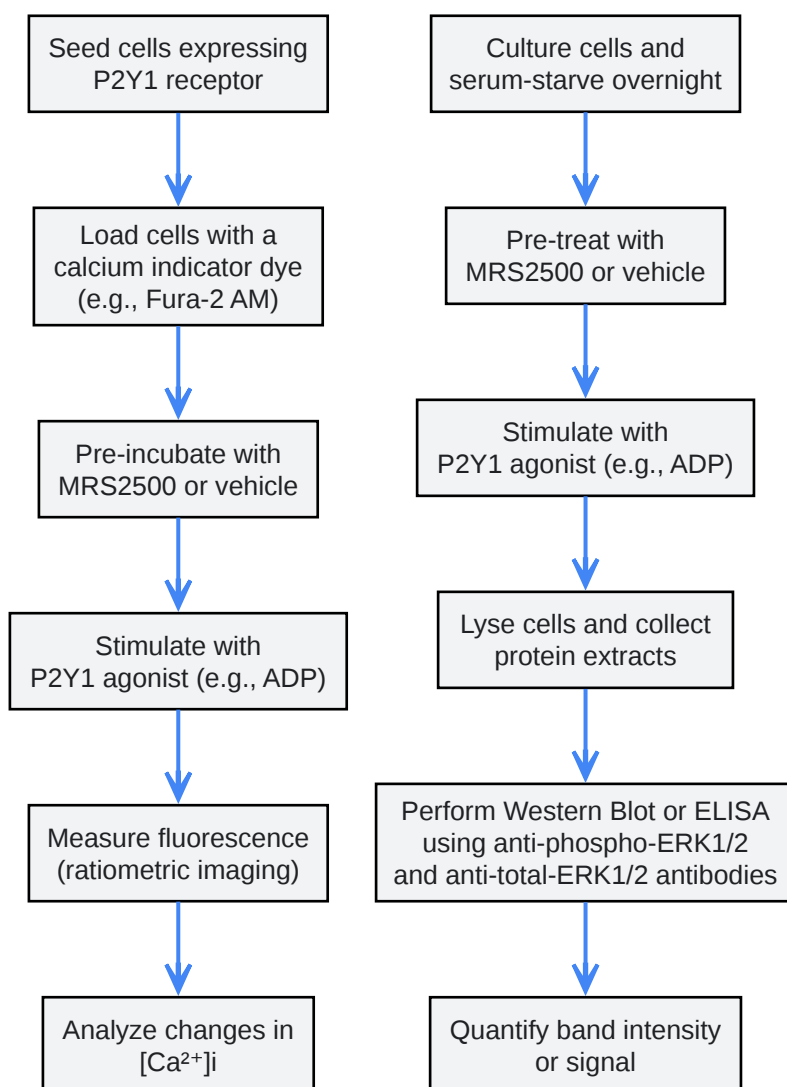 Seed cells expressing
P2Y1 receptor
Load cells with a
calcium indicator dye
(e.g., Fura-2 AM)
Pre-incubate with
MRS2500 or vehicle
Stimulate with
P2Y1 agonist (e.g., ADP)
Measure fluorescence
(ratiometric imaging)
Analyze changes in
[Ca²⁺]i
Culture cells and
serum-starve overnight
Pre-treat with
MRS2500 or vehicle
Stimulate with
P2Y1 agonist (e.g., ADP)
Lyse cells and collect
protein extracts
Perform Western Blot or ELISA
using anti-phospho-ERK1/2
and anti-total-ERK1/2 antibodies
Quantify band intensity
or signal